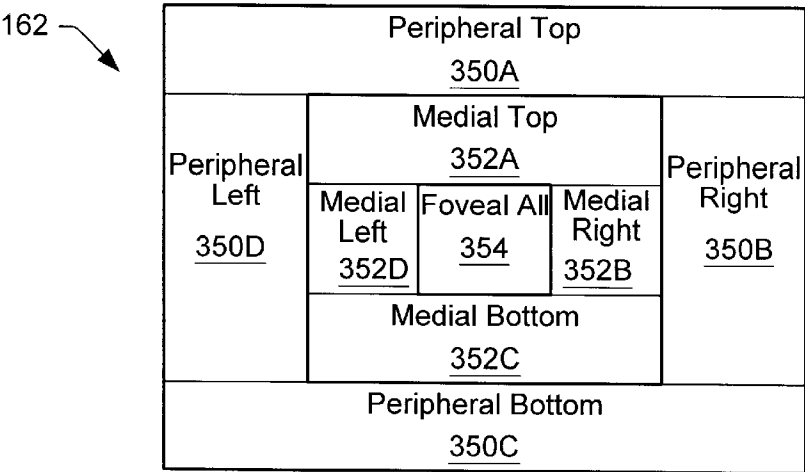 162
Peripheral Top
350A
Medial Top
352A
Peripheral
Left
350D
Medial
Left
352D
Foveal All
354
Medial
Right
352B
Peripheral
Right
350B
Medial Bottom
352C
Peripheral Bottom
350C